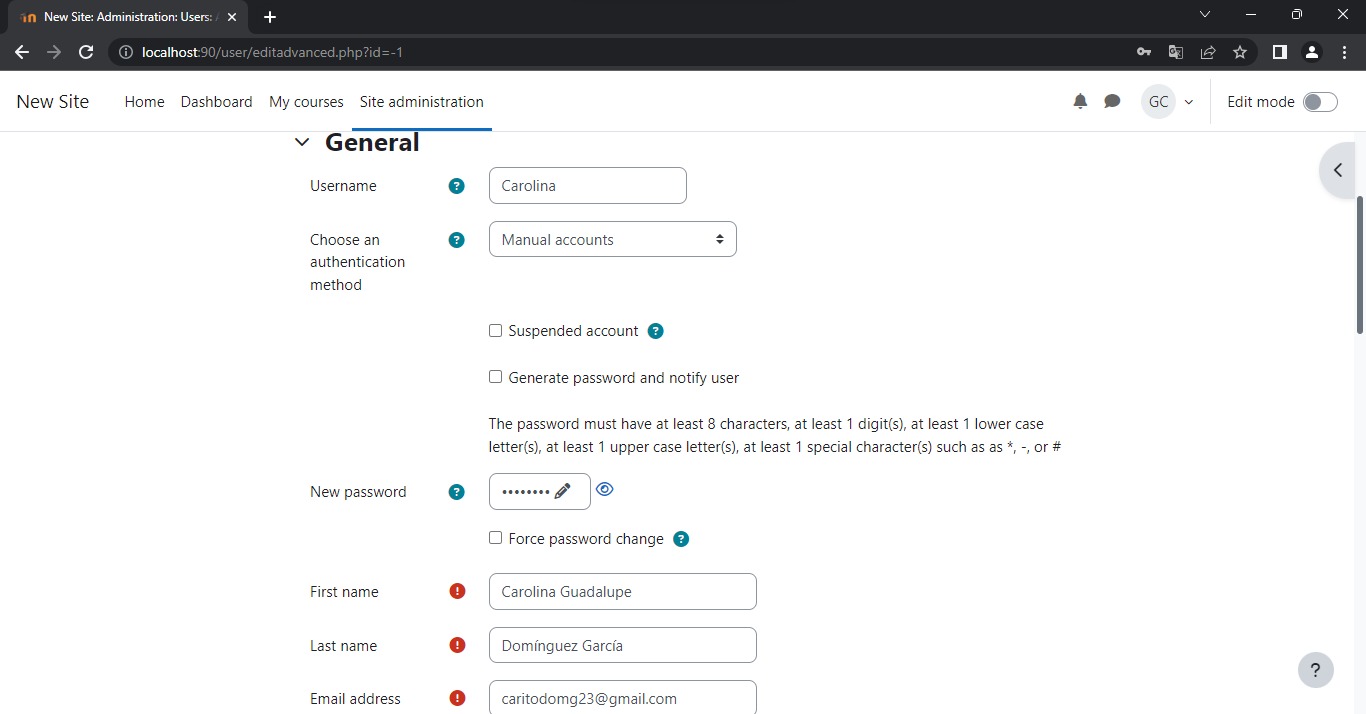 New Site: Administration: Users:
localhost:90/user/editadvanced.php?id=-1
New Site Home Dashboard My courses Site administration GC Edit mode
General
Username ? Carolina
Choose an ? Manual accounts
authentication
method
Suspended account ?
Generate password and notify user
The password must have at least 8 characters, at least 1 digit(s), at least 1 lower case
letter(s), at least 1 upper case letter(s), at least 1 special character(s) such as as *, -, or #
New password ? ••••••••
Force password change ?
First name ! Carolina Guadalupe
Last name ! Domínguez García
?
Email address ! caritodomg23@gmail.com